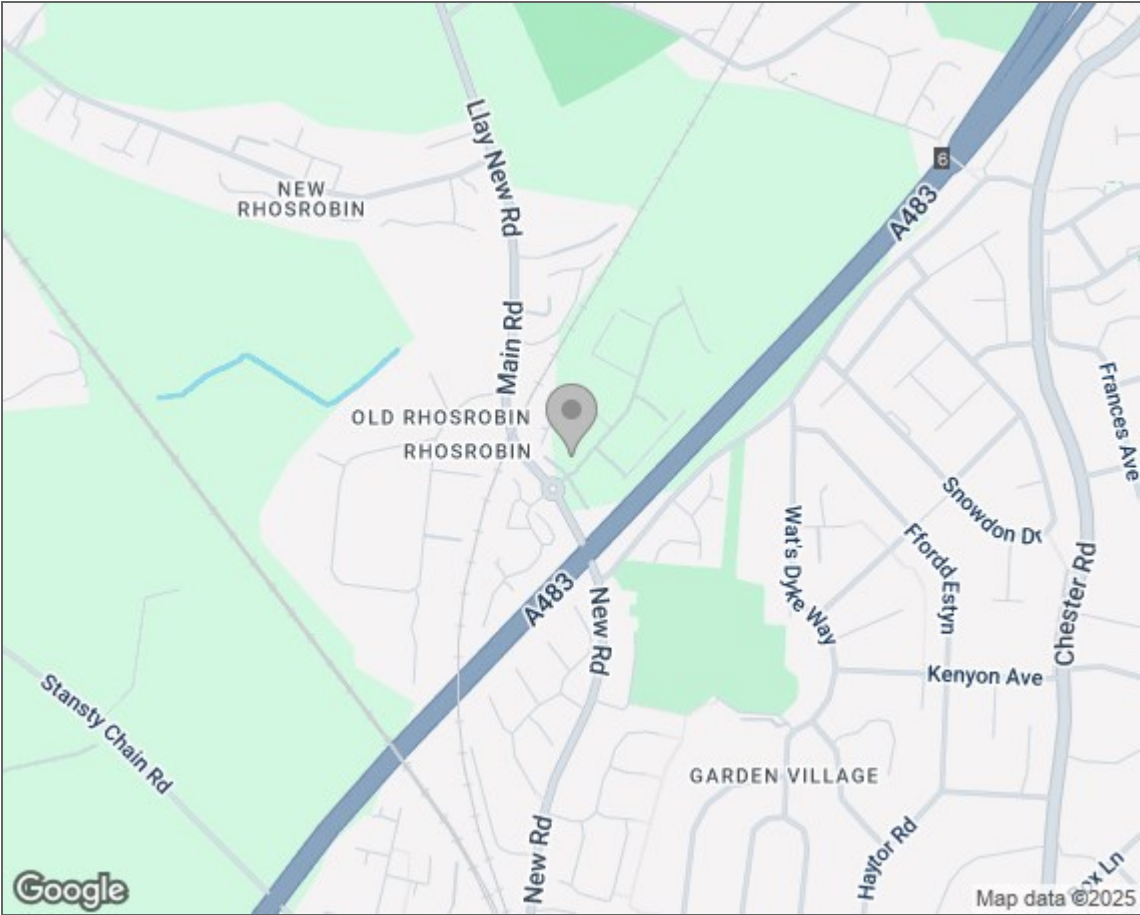 Llay New Rd
6
NEW
RHOSROBIN
A483
Main Rd
OLD RHOSROBIN
RHOSROBIN
Frances Ave
Snowdon Dr
Wat's Dyke Way
Ffordd Estyn
Chester Rd
A483
New Rd
Kenyon Ave
Stansty Chain Rd
GARDEN VILLAGE
New Rd
Haytor Rd
Ln
Google
Map data ©2025